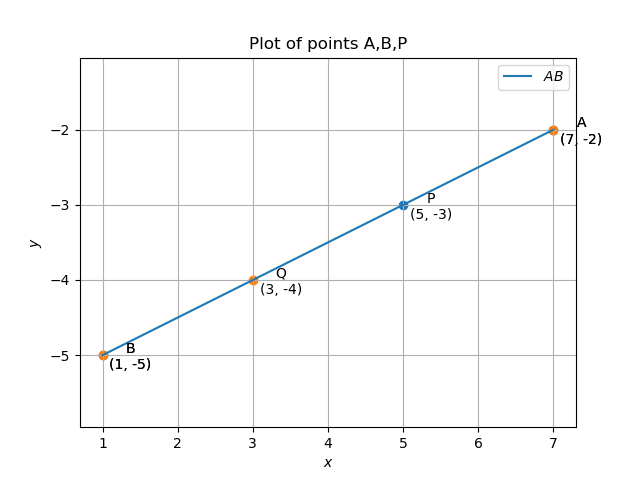 Plot of points A,B,P
AB
A
(7, -2)
P
(5, -3)
Q
(3, -4)
B
(1, -5)
−2
−3
−4
−5
y
1 2 3 4 5 6 7
x